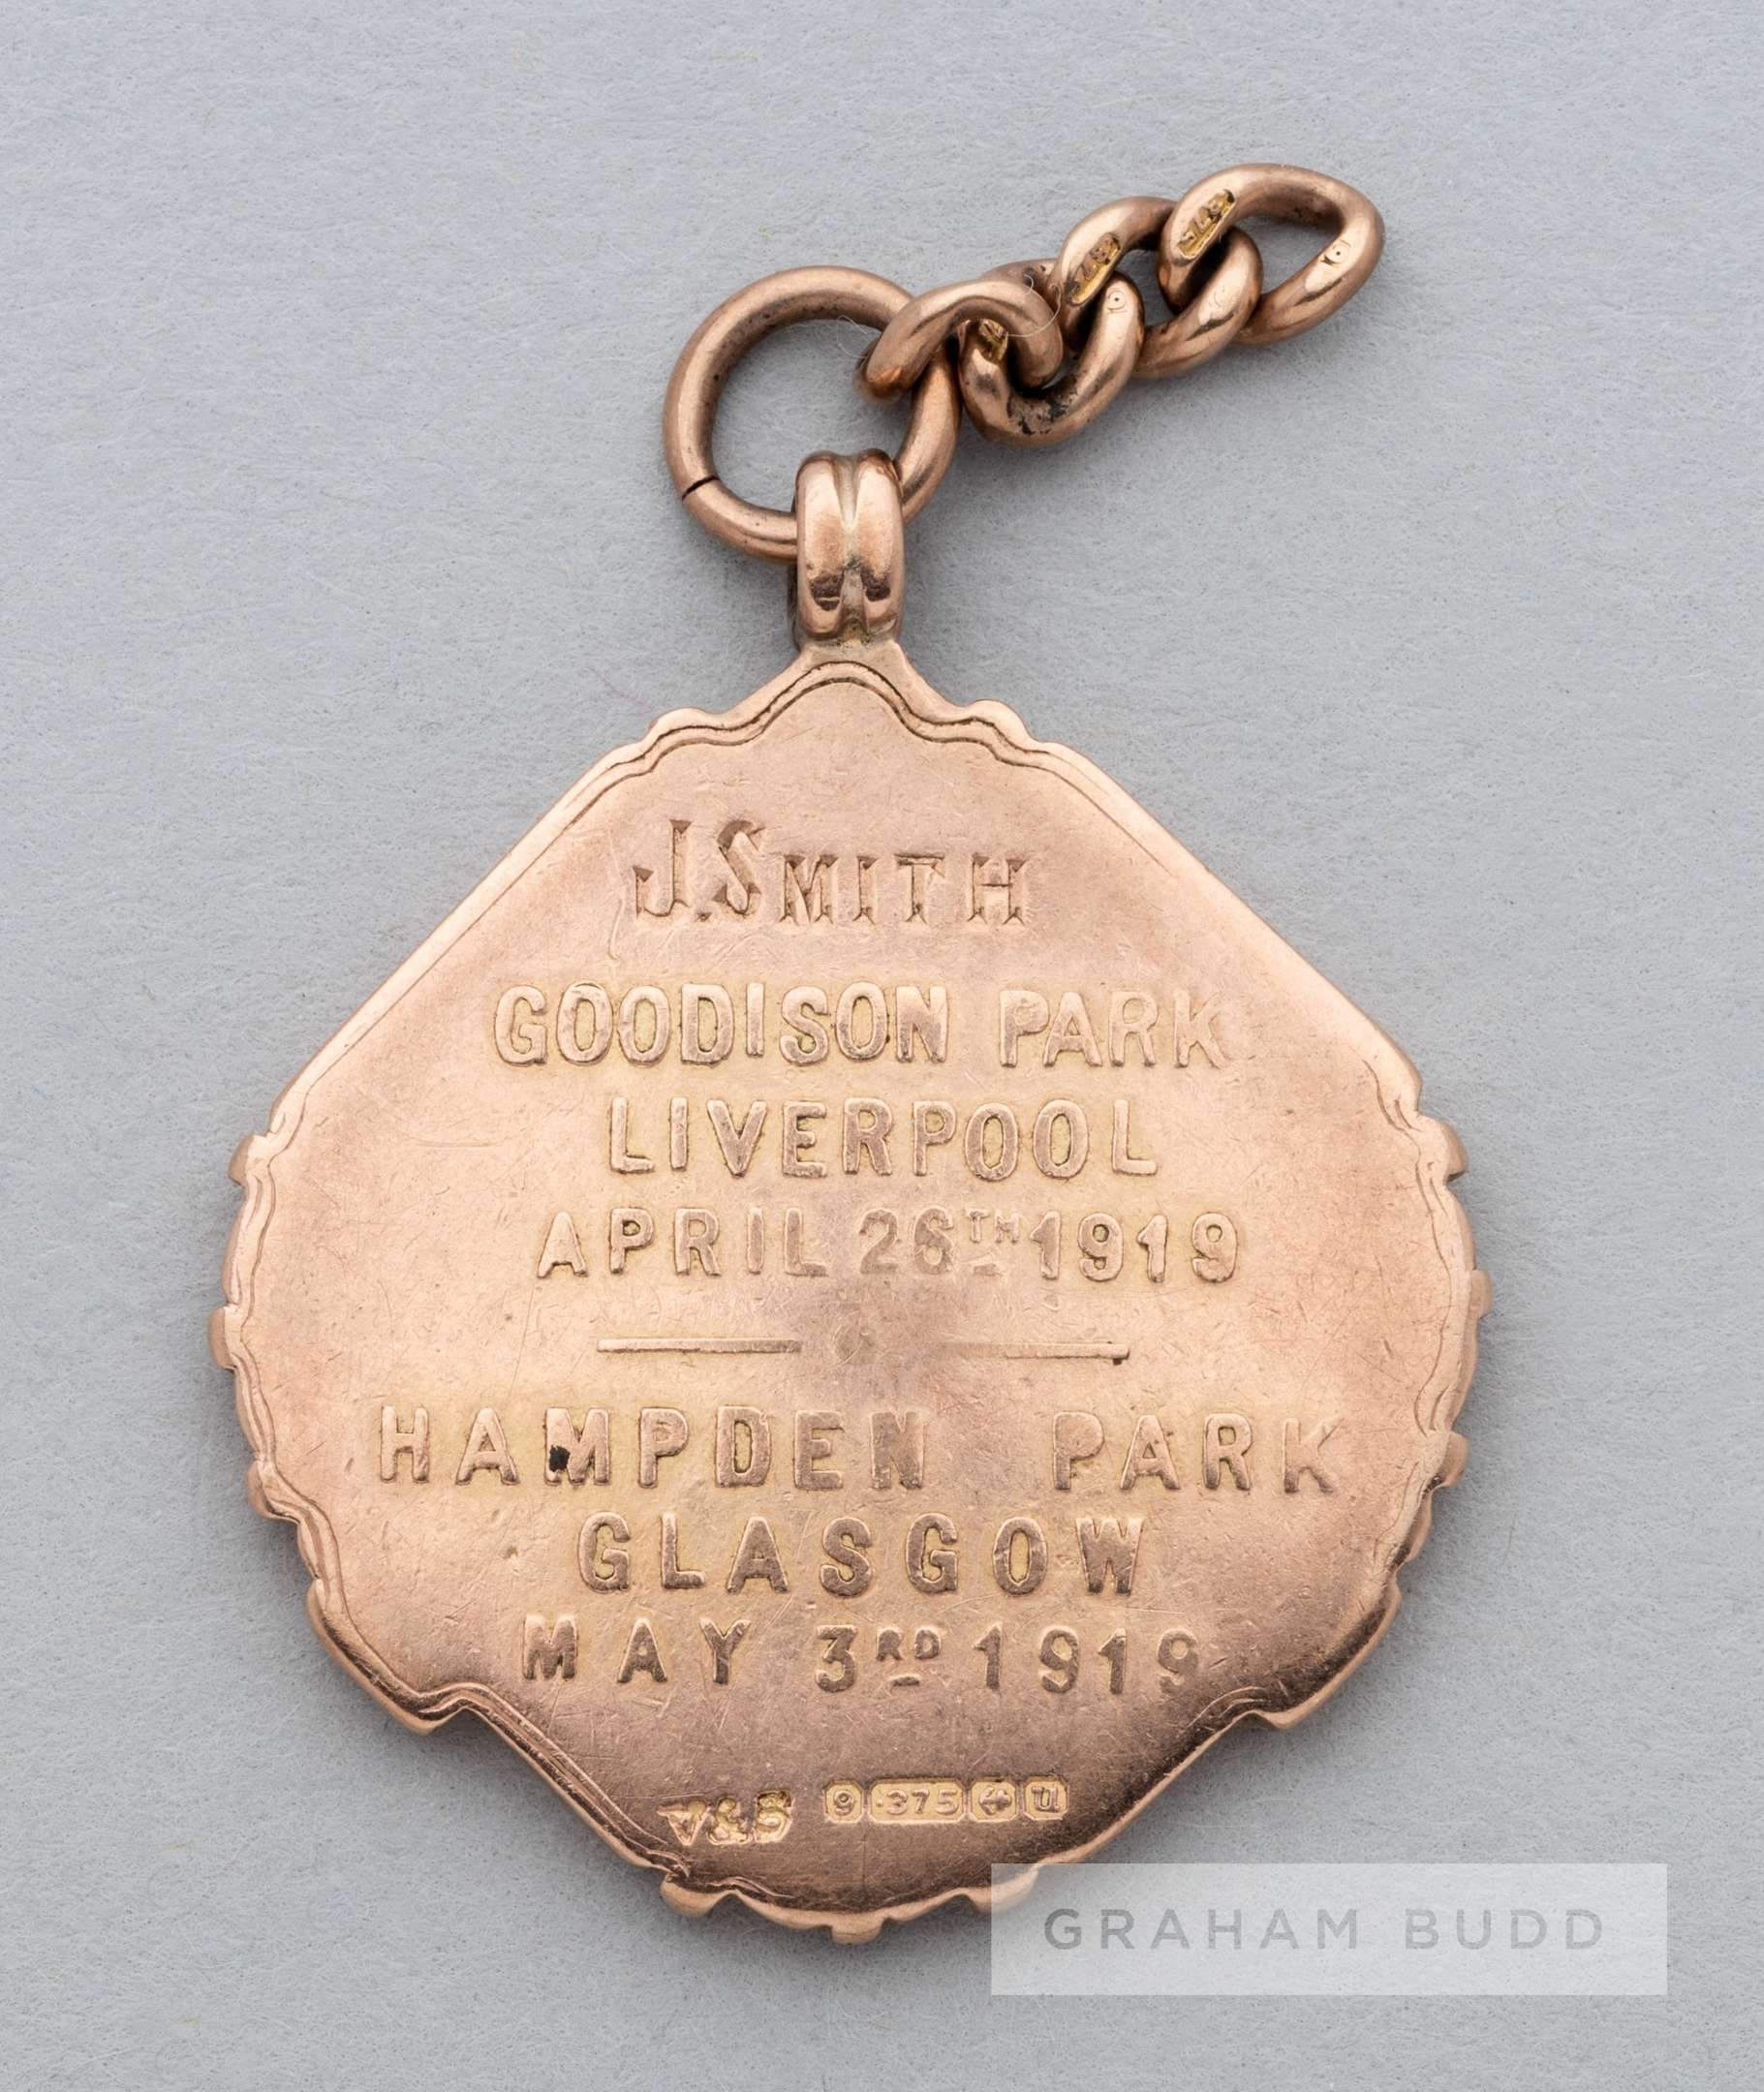 J. SMITH
GOODISON PARK
LIVERPOOL
APRIL 26TH 1919
HAMPDEN PARK
GLASGOW
MAY 3RD 1919
V&S 9 .375 U
GRAHAM BUDD